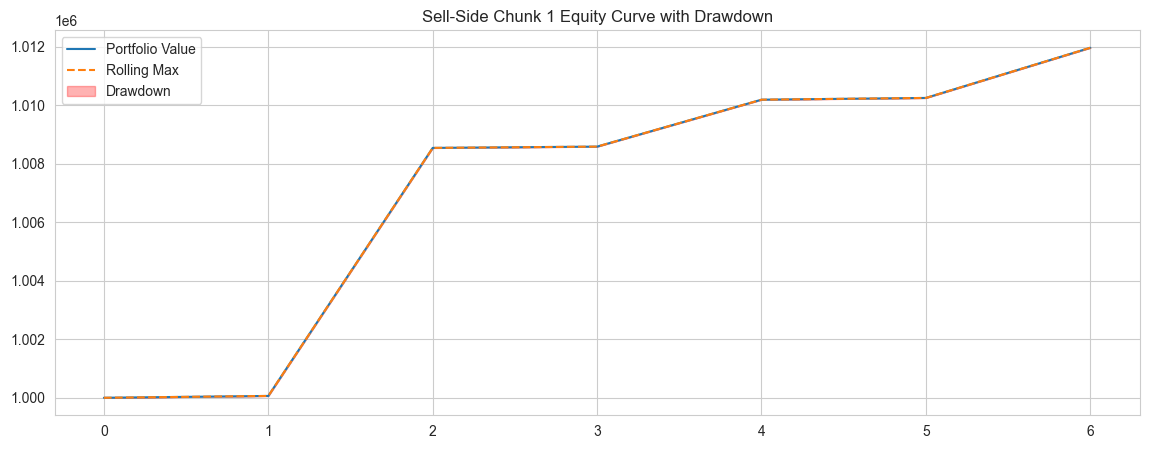 Sell-Side Chunk 1 Equity Curve with Drawdown
1e6
Portfolio Value
Rolling Max
Drawdown
1.012
1.010
1.008
1.006
1.004
1.002
1.000
0 1 2 3 4 5 6